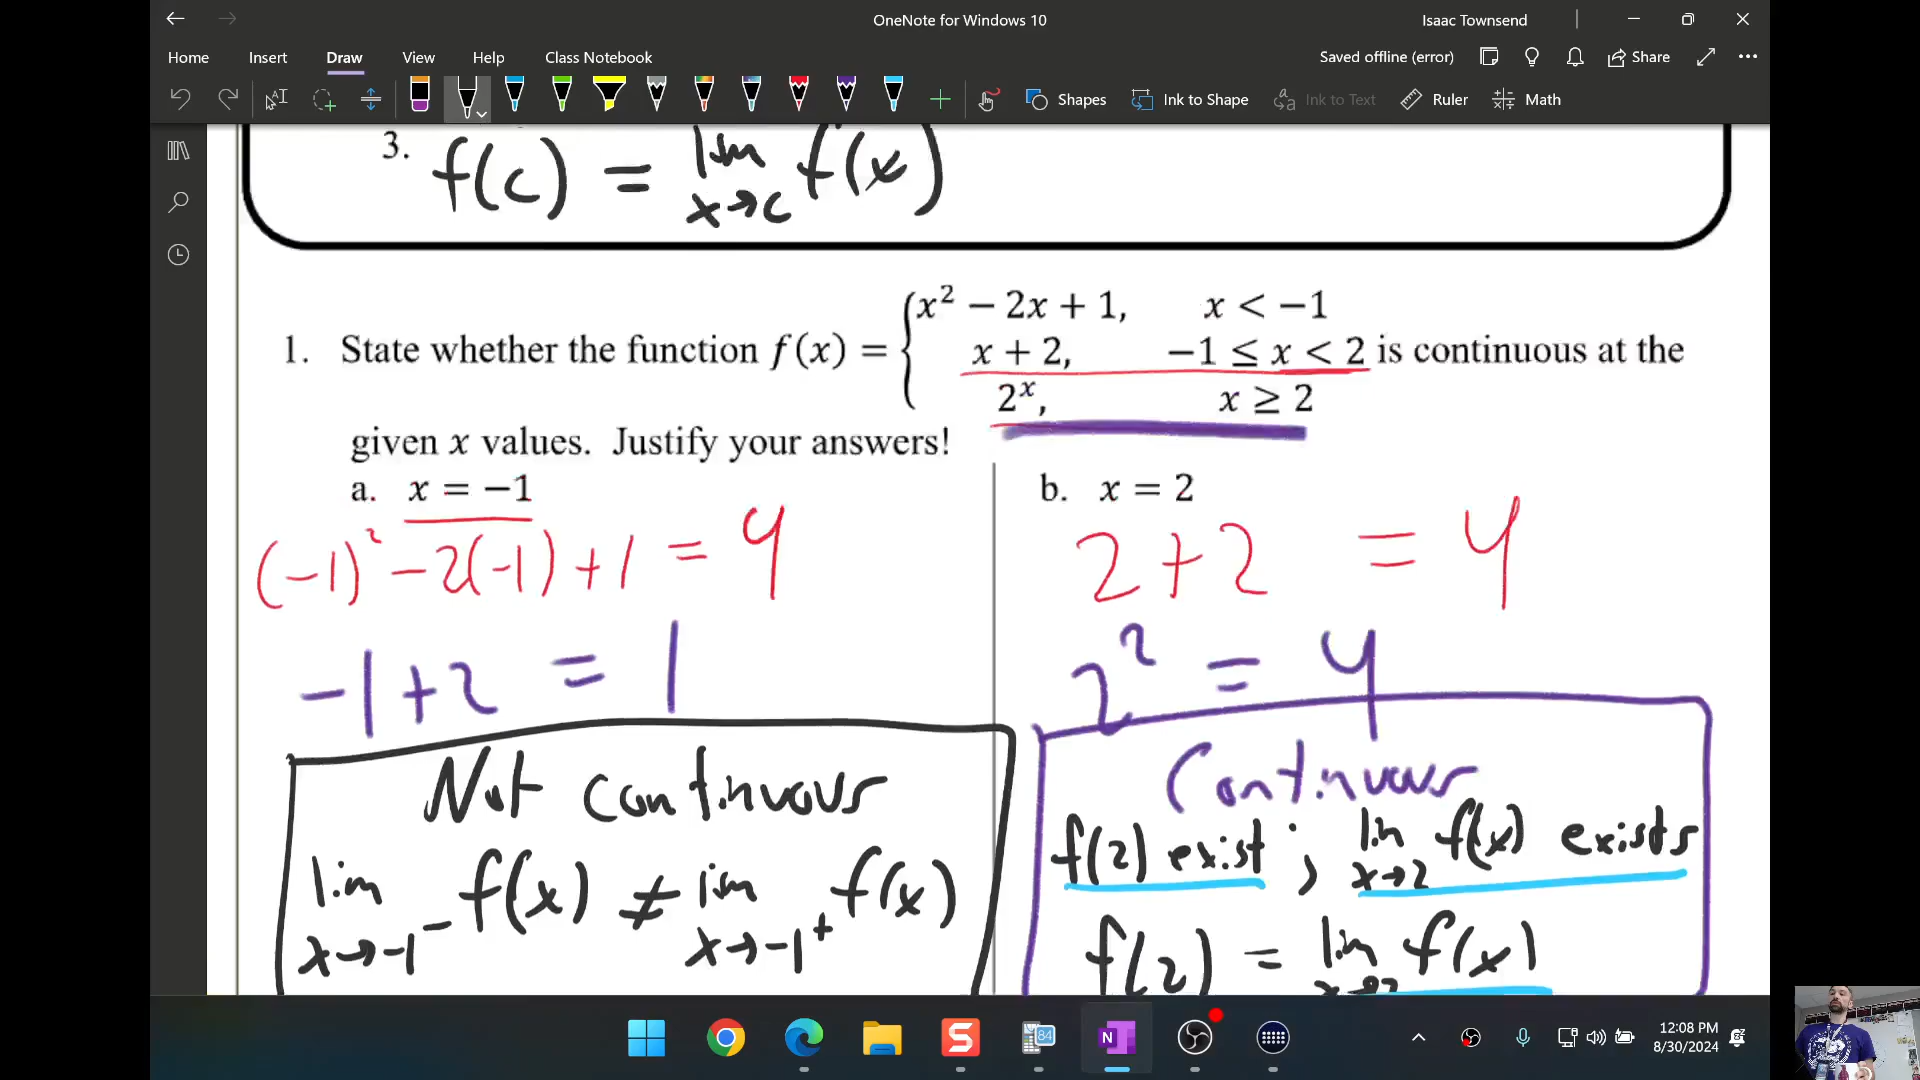 OneNote for Windows 10
Isaac Townsend
Home Insert Draw View Help Class Notebook
Saved offline (error) Share
Shapes Ink to Shape Ink to Text Ruler Math
3. f(c) = lim x→c f(x)
x² − 2x + 1, x < −1
1. State whether the function f(x) = { x + 2, −1 ≤ x < 2 is continuous at the
2ˣ, x ≥ 2
given x values. Justify your answers!
a. x = −1
(-1)² - 2(-1) + 1 = 4
-1 + 2 = 1
Not continuous
lim x→-1⁻ f(x) ≠ lim x→-1⁺ f(x)
b. x = 2
2 + 2 = 4
2² = 4
Continuous
f(2) exist ; lim x→2 f(x) exists
f(2) = lim x→2 f(x)
84
12:08 PM
8/30/2024